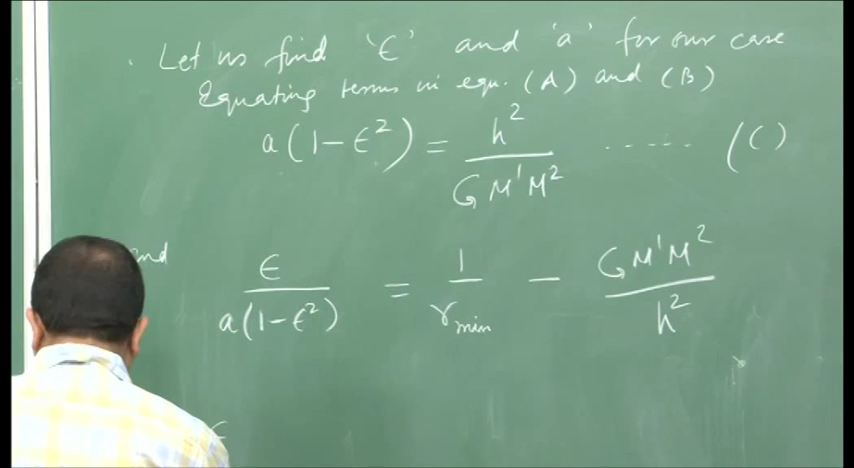 Let us find 'ϵ' and 'a' for our case
Equating terms in equ. (A) and (B)
a(1-ϵ²) = h²/GM'M² ..... (C)
and ϵ/a(1-ϵ²) = 1/r_min - GM'M²/h²